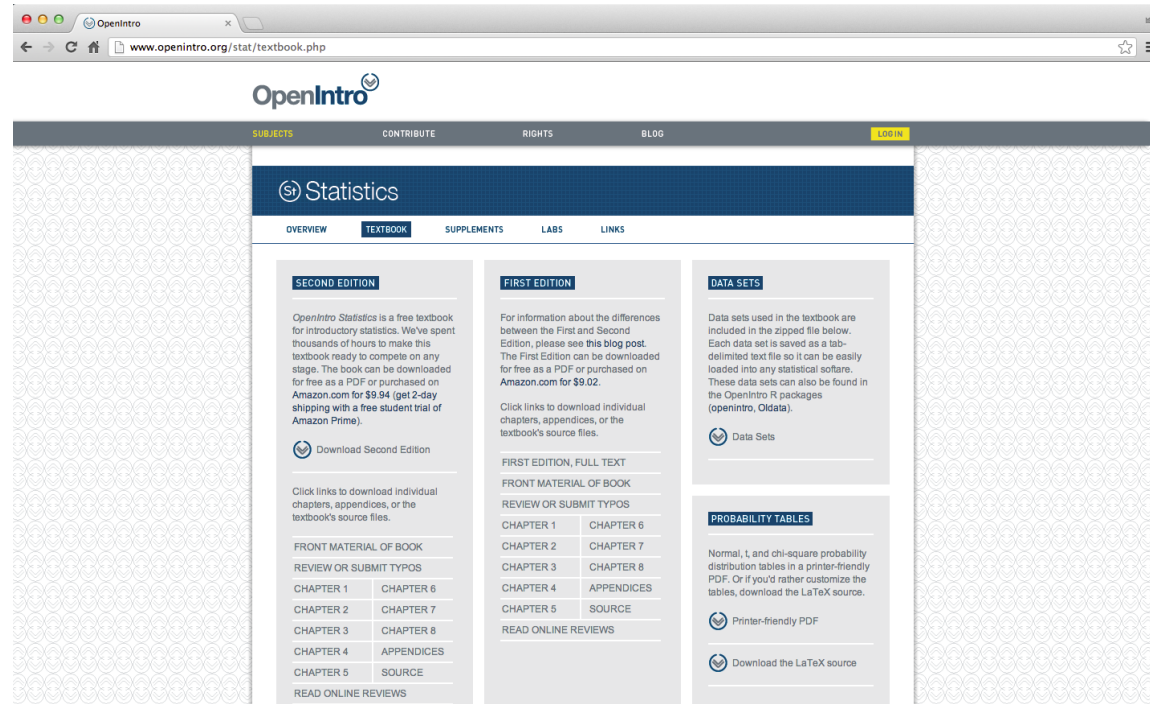 OpenIntro
www.openintro.org/stat/textbook.php
OpenIntro
SUBJECTS CONTRIBUTE RIGHTS BLOG LOGIN
St Statistics
OVERVIEW TEXTBOOK SUPPLEMENTS LABS LINKS
SECOND EDITION
OpenIntro Statistics is a free textbook
for introductory statistics. We've spent
thousands of hours to make this
textbook ready to compete on any
stage. The book can be downloaded
for free as a PDF or purchased on
Amazon.com for $9.94 (get 2-day
shipping with a free student trial of
Amazon Prime).
Download Second Edition
Click links to download individual
chapters, appendices, or the
textbook's source files.
FRONT MATERIAL OF BOOK
REVIEW OR SUBMIT TYPOS
CHAPTER 1 CHAPTER 6
CHAPTER 2 CHAPTER 7
CHAPTER 3 CHAPTER 8
CHAPTER 4 APPENDICES
CHAPTER 5 SOURCE
READ ONLINE REVIEWS
FIRST EDITION
For information about the differences
between the First and Second
Edition, please see this blog post.
The First Edition can be downloaded
for free as a PDF or purchased on
Amazon.com for $9.02.
Click links to download individual
chapters, appendices, or the
textbook's source files.
FIRST EDITION, FULL TEXT
FRONT MATERIAL OF BOOK
REVIEW OR SUBMIT TYPOS
CHAPTER 1 CHAPTER 6
CHAPTER 2 CHAPTER 7
CHAPTER 3 CHAPTER 8
CHAPTER 4 APPENDICES
CHAPTER 5 SOURCE
READ ONLINE REVIEWS
DATA SETS
Data sets used in the textbook are
included in the zipped file below.
Each data set is saved as a tab-
delimited text file so it can be easily
loaded into any statistical softare.
These data sets can also be found in
the OpenIntro R packages
(openintro, OIdata).
Data Sets
PROBABILITY TABLES
Normal, t, and chi-square probability
distribution tables in a printer-friendly
PDF. Or if you'd rather customize the
tables, download the LaTeX source.
Printer-friendly PDF
Download the LaTeX source